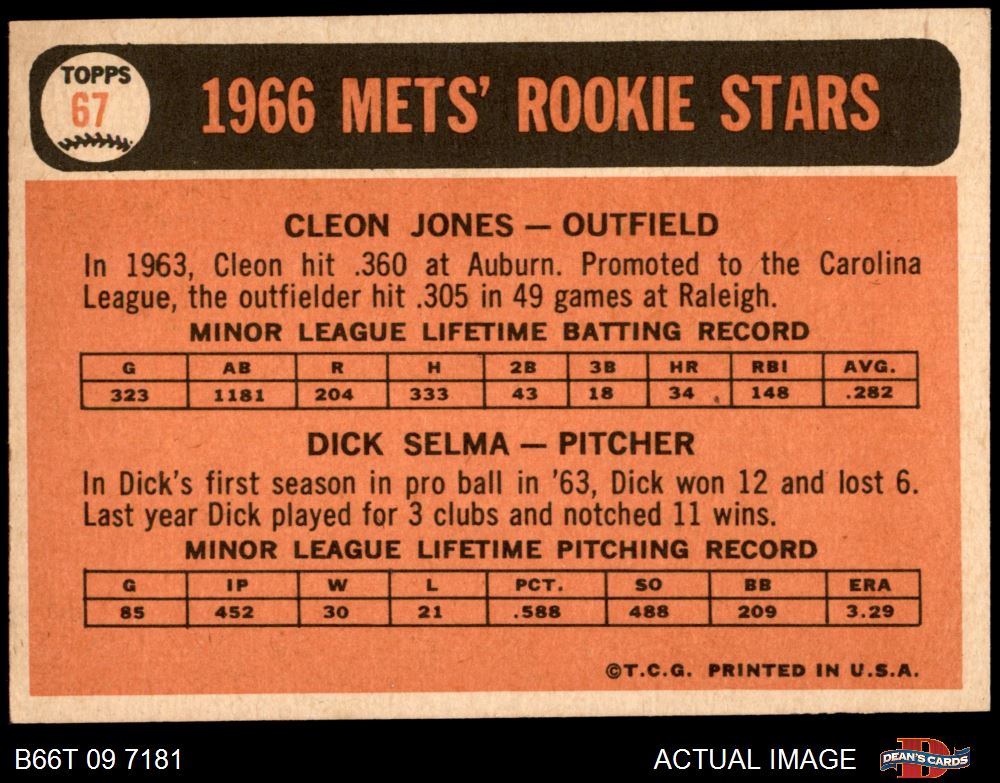 TOPPS
67
1966 METS' ROOKIE STARS
CLEON JONES — OUTFIELD
In 1963, Cleon hit .360 at Auburn. Promoted to the Carolina
League, the outfielder hit .305 in 49 games at Raleigh.
MINOR LEAGUE LIFETIME BATTING RECORD
G AB R H 2B 3B HR RBI AVG.
323 1181 204 333 43 18 34 148 .282
DICK SELMA — PITCHER
In Dick's first season in pro ball in '63, Dick won 12 and lost 6.
Last year Dick played for 3 clubs and notched 11 wins.
MINOR LEAGUE LIFETIME PITCHING RECORD
G IP W L PCT. SO BB ERA
85 452 30 21 .588 488 209 3.29
©T.C.G. PRINTED IN U.S.A.
B66T 09 7181 ACTUAL IMAGE D DEAN'S CARDS